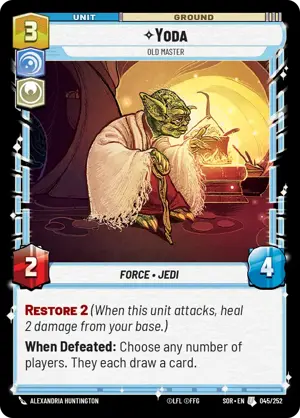 UNIT
GROUND
3
✧YODA
OLD MASTER
2
4
FORCE • JEDI
RESTORE 2 (When this unit attacks, heal
2 damage from your base.)
When Defeated: Choose any number of
players. They each draw a card.
ALEXANDRIA HUNTINGTON
©LFL ©FFG
SOR • EN
045/252